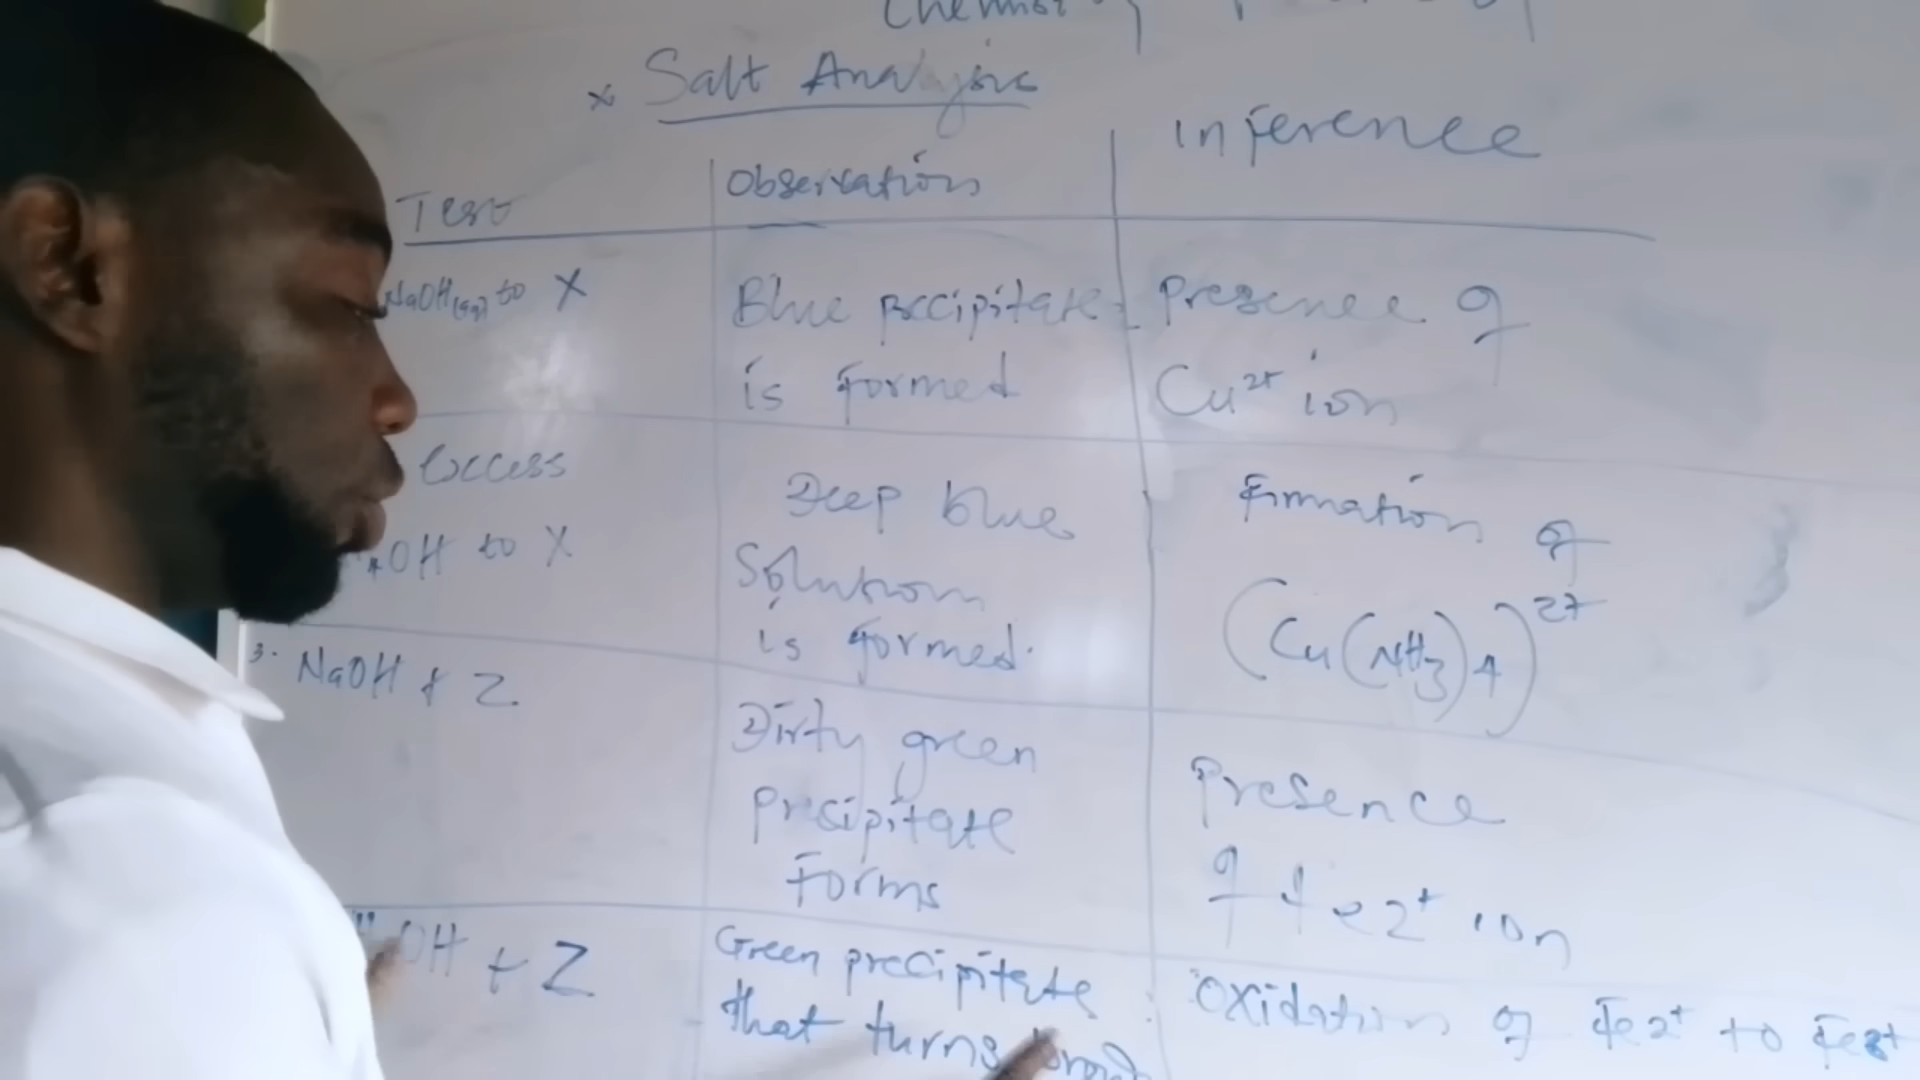 * Salt Analysis
Test
Observation
Inference
NaOH(aq) to X
Blue precipitate
is formed
Presence of
Cu2+ ion
Excess
OH to X
Deep blue
Solution
is formed.
Formation of
(Cu(NH3)4)2+
3. NaOH + Z
Dirty green
Precipitate
Forms
Presence
of Fe2+ ion
OH + Z
Green precipitate
that turns
Oxidation of Fe2+ to Fe3+